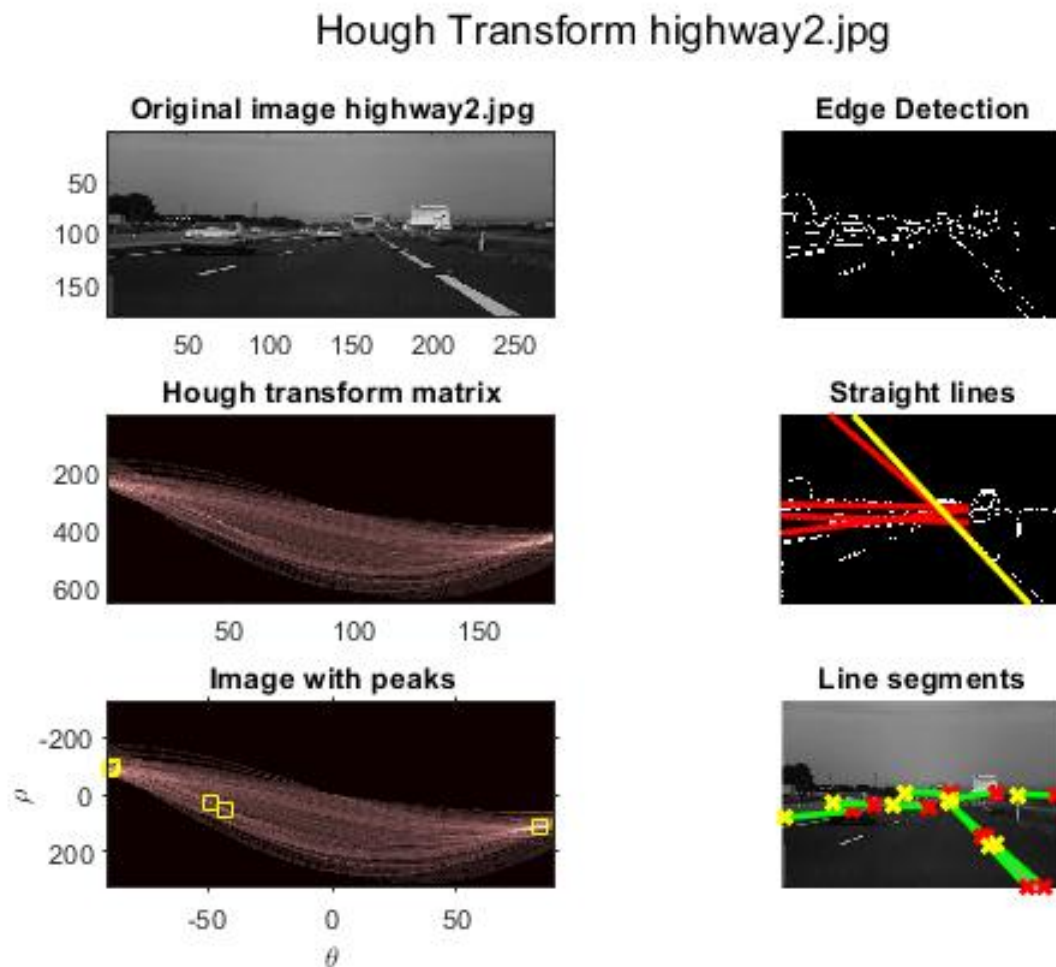 Hough Transform highway2.jpg
Original image highway2.jpg
50
100
150
50 100 150 200 250
Edge Detection
Hough transform matrix
200
400
600
50 100 150
Straight lines
Image with peaks
-200
0
200
ρ
-50 0 50
θ
Line segments